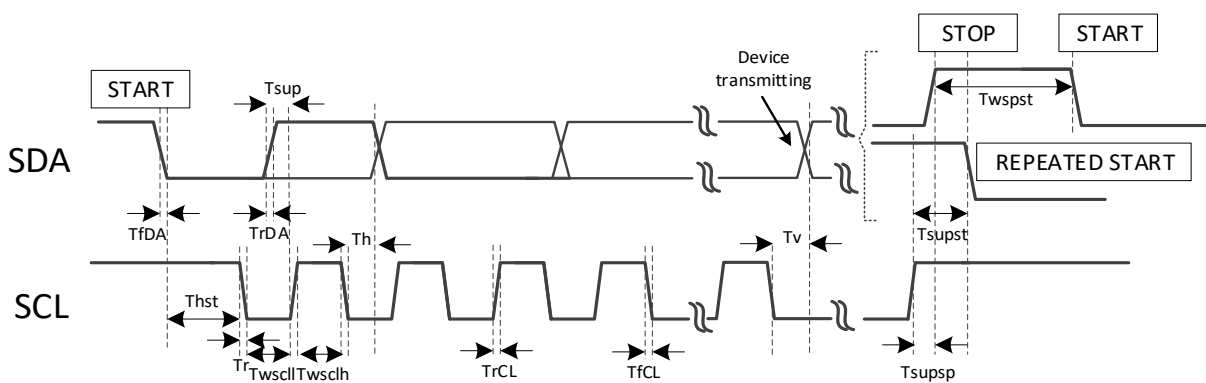 STOP
START
Device
transmitting
START
Tsup
Twspst
SDA
REPEATED START
TfDA
TrDA
Th
Tv
Tsupst
Thst
SCL
Tr
Twscll
Twsclh
TrCL
TfCL
Tsupsp